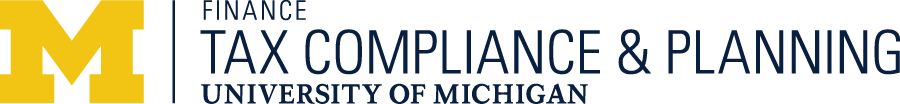 M
FINANCE
TAX COMPLIANCE & PLANNING
UNIVERSITY OF MICHIGAN